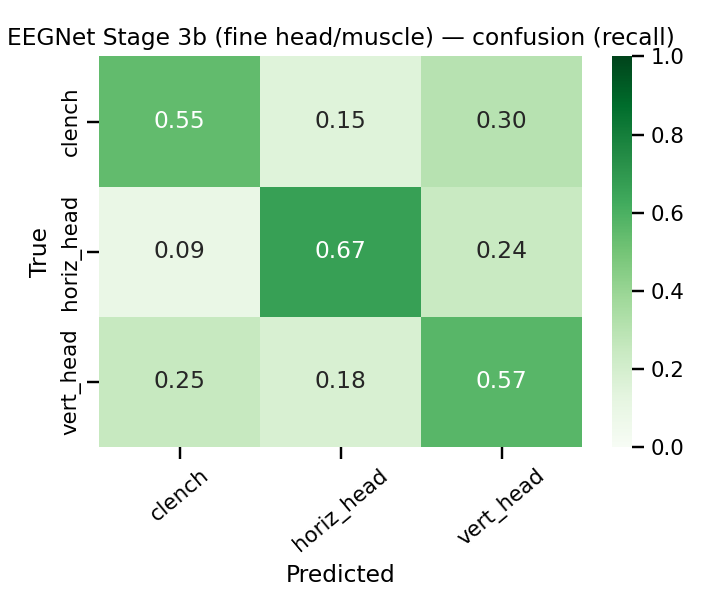 EEGNet Stage 3b (fine head/muscle) — confusion (recall)
1.0
0.8
0.6
0.4
0.2
0.0
True
clench
0.55 0.15 0.30
horiz_head
0.09 0.67 0.24
vert_head
0.25 0.18 0.57
clench horiz_head vert_head
Predicted